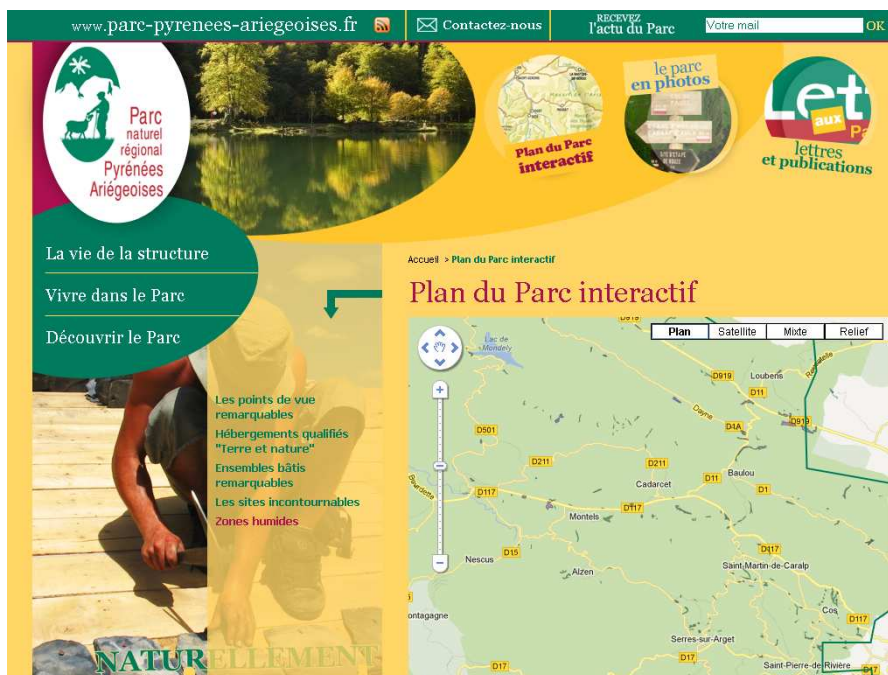 www.parc-pyrenees-ariegeoises.fr
Contactez-nous
RECEVEZ
l'actu du Parc
Votre mail
OK
Parc
naturel
régional
Pyrénées
Ariégeoises
Plan du Parc
interactif
le parc
en photos
Let
aux
Pa
lettres
et publications
La vie de la structure
Vivre dans le Parc
Découvrir le Parc
Accueil > Plan du Parc interactif
Plan du Parc interactif
Les points de vue
remarquables
Hébergements qualifiés
"Terre et nature"
Ensembles bâtis
remarquables
Les sites incontournables
Zones humides
NATURELLEMENT
Plan
Satellite
Mixte
Relief
D919
Lac de
Mondely
D919
Loubens
D11
D501
D4A
D919
D211
D211
Baulou
D11
Cadarcet
D1
D117
D117
Montels
D117
D15
Nescus
Alzen
Saint-Martin-de-Caralp
ontagagne
Cos
D117
Serres-sur-Arget
D17
D17
Saint-Pierre-de-Rivière
D17